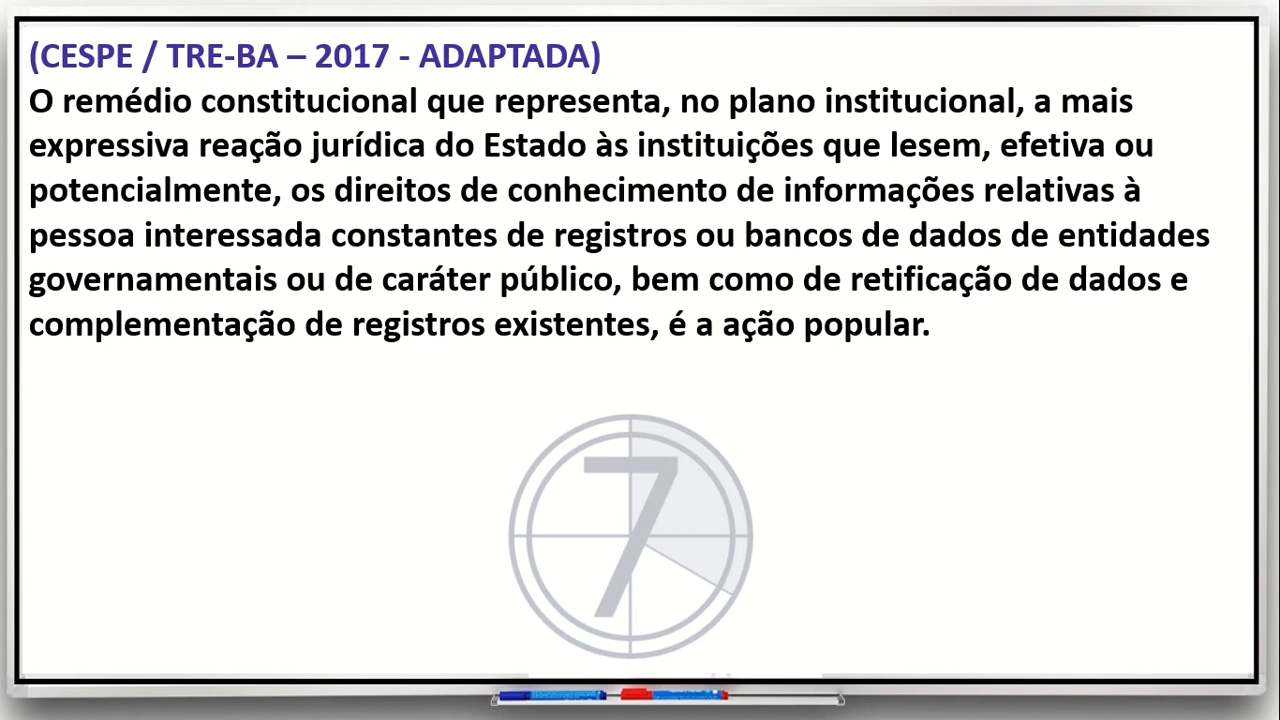 (CESPE / TRE-BA – 2017 - ADAPTADA)
O remédio constitucional que representa, no plano institucional, a mais
expressiva reação jurídica do Estado às instituições que lesem, efetiva ou
potencialmente, os direitos de conhecimento de informações relativas à
pessoa interessada constantes de registros ou bancos de dados de entidades
governamentais ou de caráter público, bem como de retificação de dados e
complementação de registros existentes, é a ação popular.
7